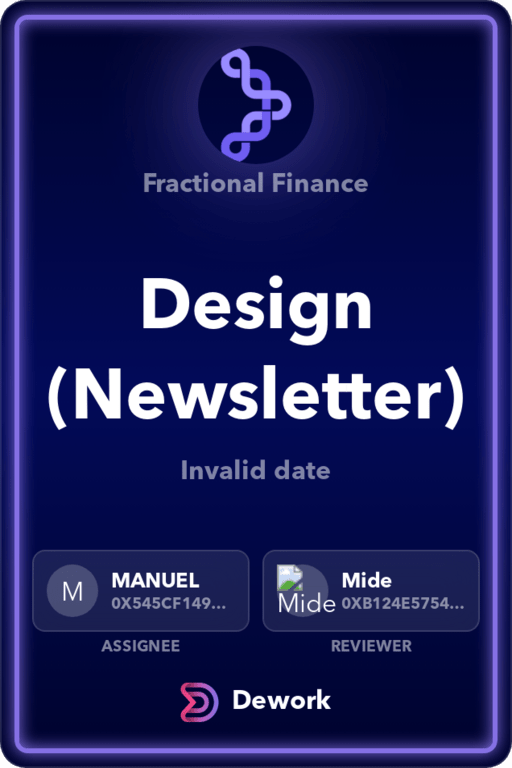 Fractional Finance
Design
(Newsletter)
Invalid date
M
MANUEL
0X545CF149...
Mide
Mide
0XB124E5754...
ASSIGNEE
REVIEWER
Dework